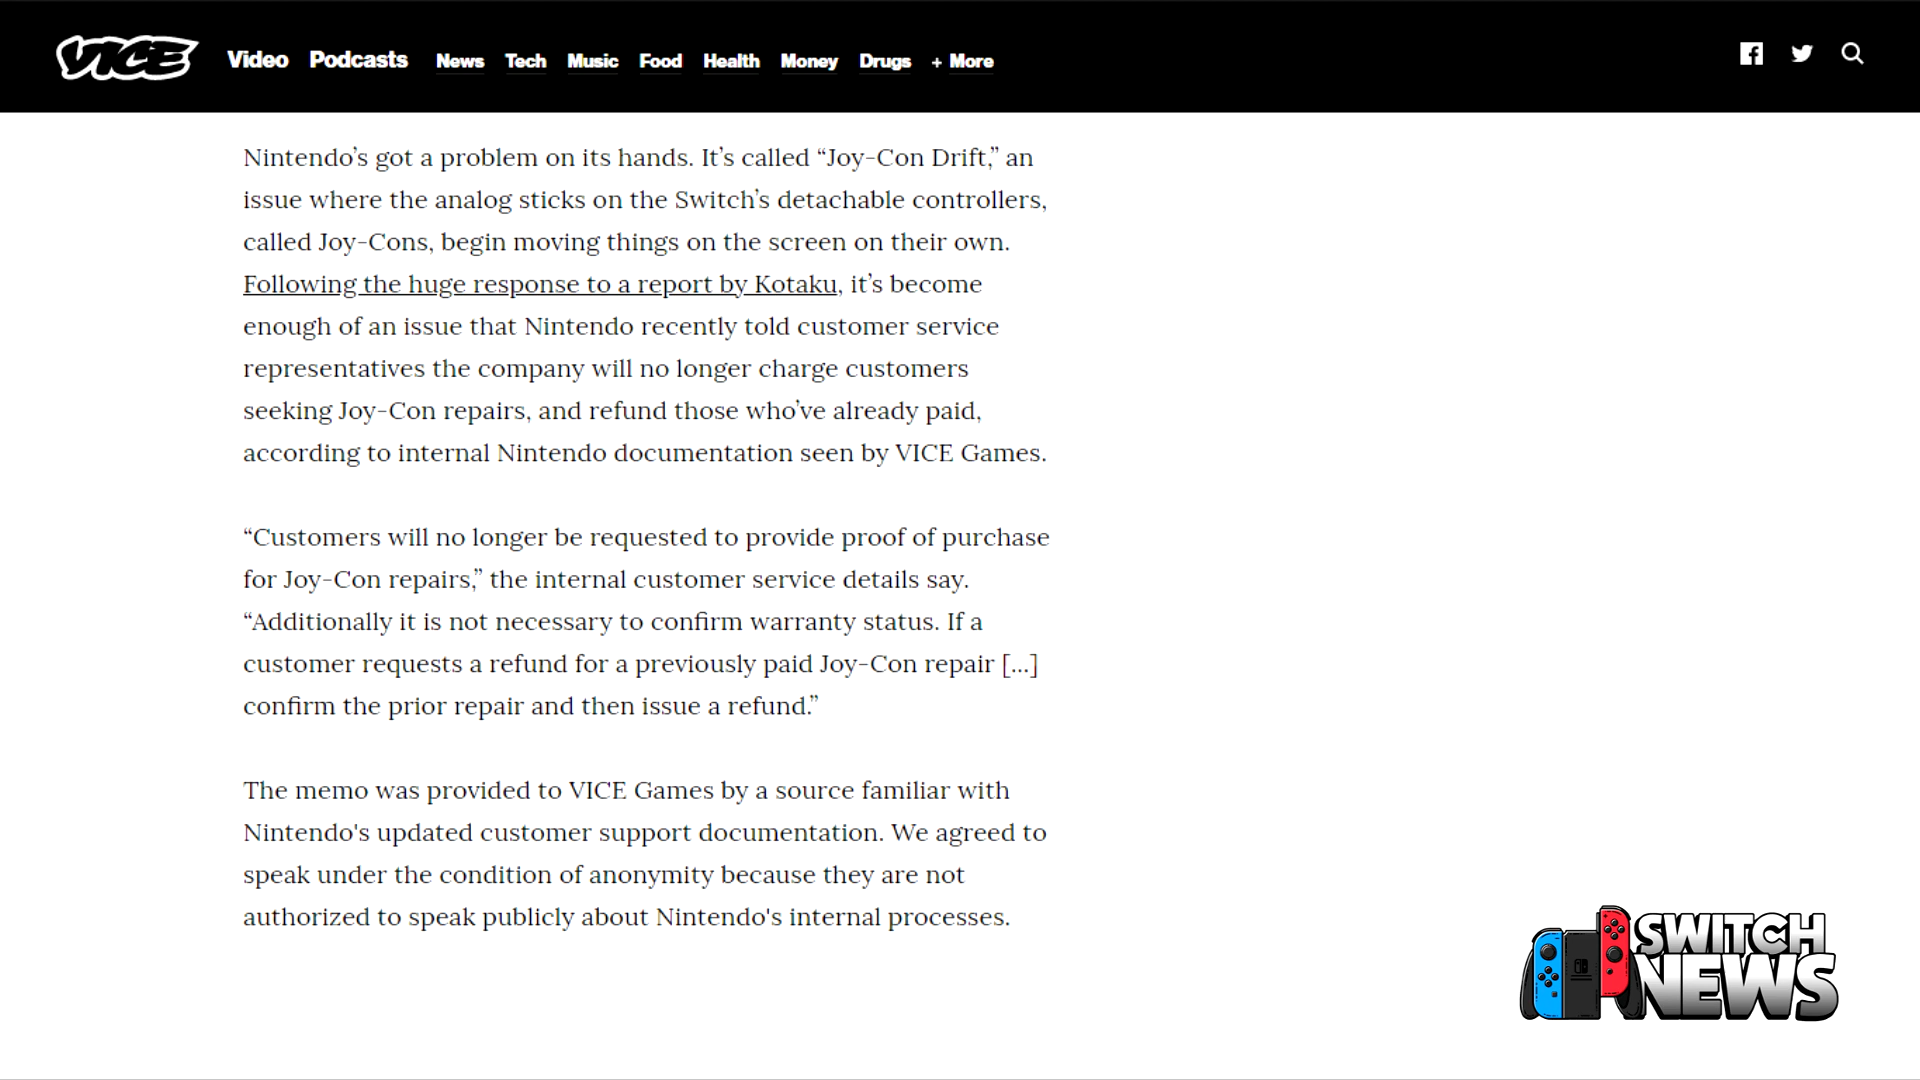 VICE Video Podcasts News Tech Music Food Health Money Drugs + More
Nintendo’s got a problem on its hands. It’s called “Joy-Con Drift,” an
issue where the analog sticks on the Switch’s detachable controllers,
called Joy-Cons, begin moving things on the screen on their own.
Following the huge response to a report by Kotaku, it’s become
enough of an issue that Nintendo recently told customer service
representatives the company will no longer charge customers
seeking Joy-Con repairs, and refund those who’ve already paid,
according to internal Nintendo documentation seen by VICE Games.
“Customers will no longer be requested to provide proof of purchase
for Joy-Con repairs,” the internal customer service details say.
“Additionally it is not necessary to confirm warranty status. If a
customer requests a refund for a previously paid Joy-Con repair [...]
confirm the prior repair and then issue a refund.”
The memo was provided to VICE Games by a source familiar with
Nintendo's updated customer support documentation. We agreed to
speak under the condition of anonymity because they are not
authorized to speak publicly about Nintendo's internal processes.
SWITCH
NEWS